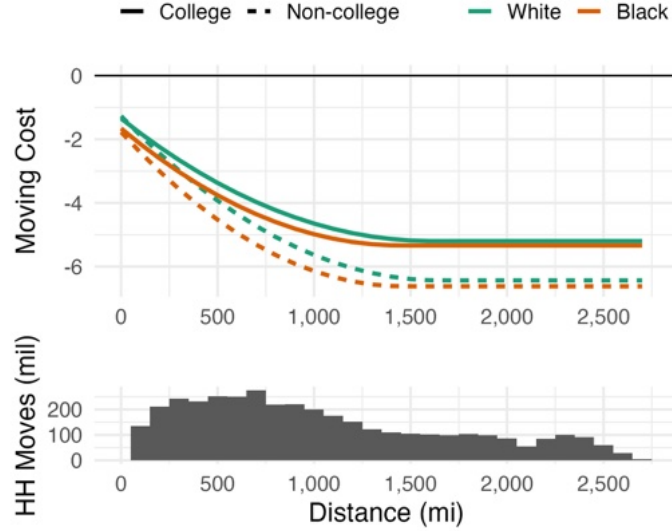 College Non-college White Black
0
-2
-4
-6
Moving Cost
0 500 1,000 1,500 2,000 2,500
200
100
0
HH Moves (mil)
0 500 1,000 1,500 2,000 2,500
Distance (mi)